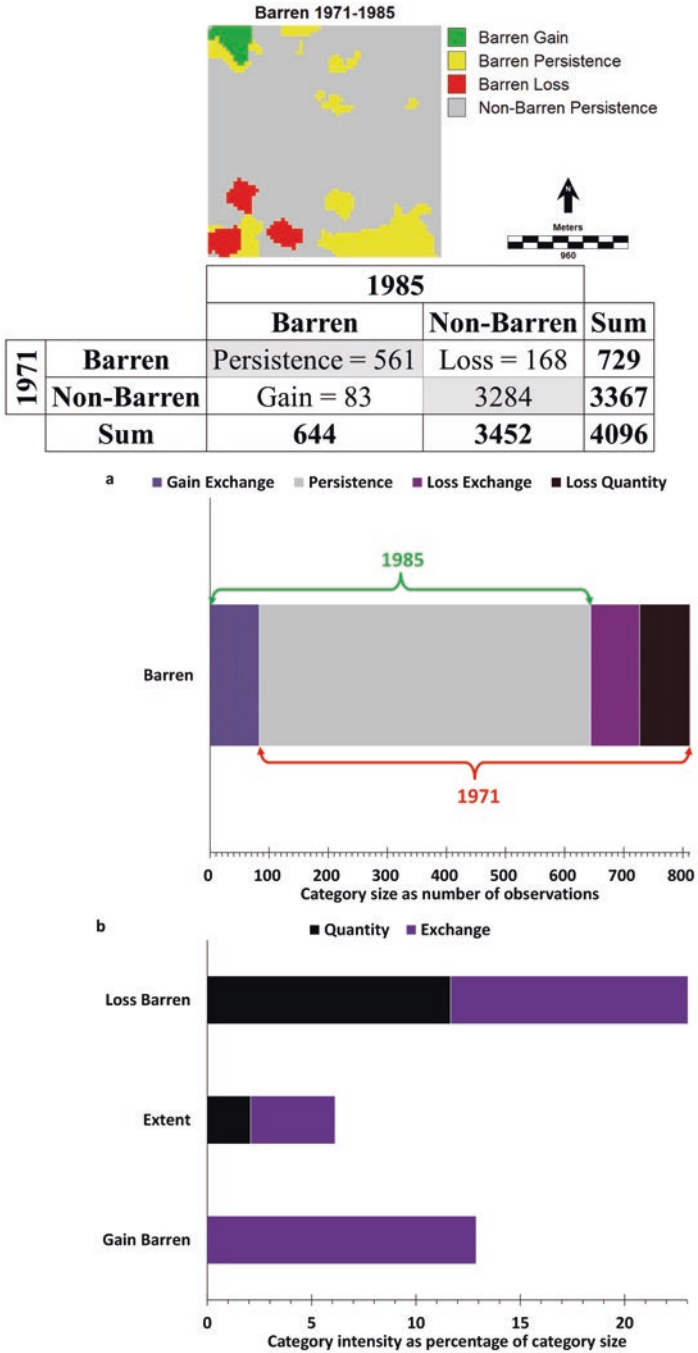 Barren 1971-1985
Barren Gain
Barren Persistence
Barren Loss
Non-Barren Persistence
N
Meters
960
1985
Barren Non-Barren Sum
1971
Barren Persistence = 561 Loss = 168 729
Non-Barren Gain = 83 3284 3367
Sum 644 3452 4096
a
Gain Exchange Persistence Loss Exchange Loss Quantity
1985
Barren
1971
0 100 200 300 400 500 600 700 800
Category size as number of observations
b
Quantity Exchange
Loss Barren
Extent
Gain Barren
0 5 10 15 20
Category intensity as percentage of category size